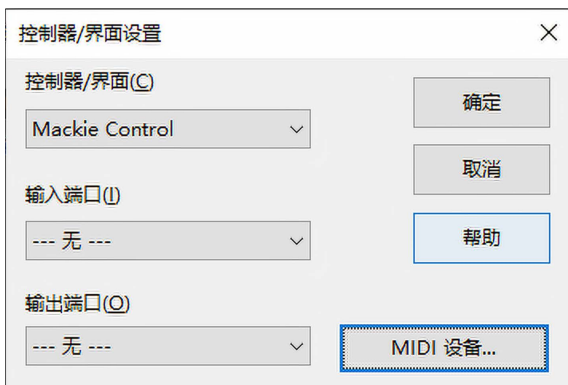 控制器/界面设置
控制器/界面(C)
Mackie Control
确定
取消
输入端口(I)
--- 无 ---
帮助
输出端口(O)
--- 无 ---
MIDI 设备...